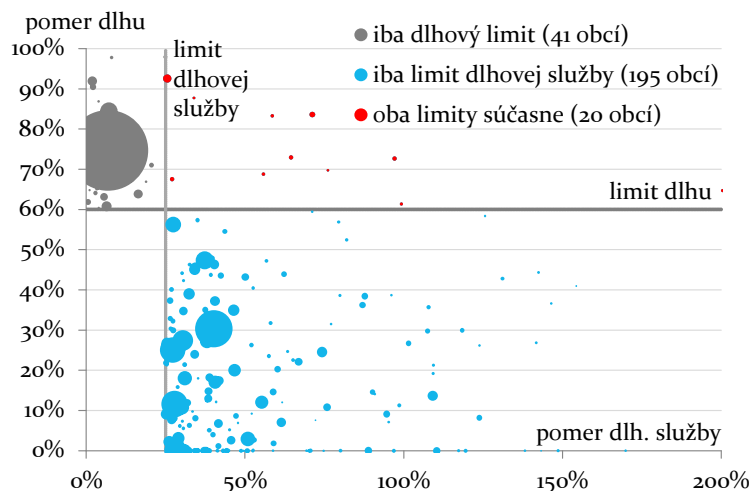 pomer dlhu
100%
90%
80%
70%
60%
50%
40%
30%
20%
10%
0%
limit
dlhovej
služby
iba dlhový limit (41 obcí)
iba limit dlhovej služby (195 obcí)
oba limity súčasne (20 obcí)
limit dlhu
pomer dlh. služby
0%
50%
100%
150%
200%